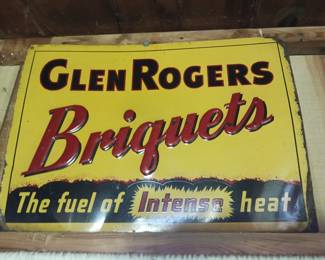 GLEN ROGERS
Briquets
The fuel of Intense heat